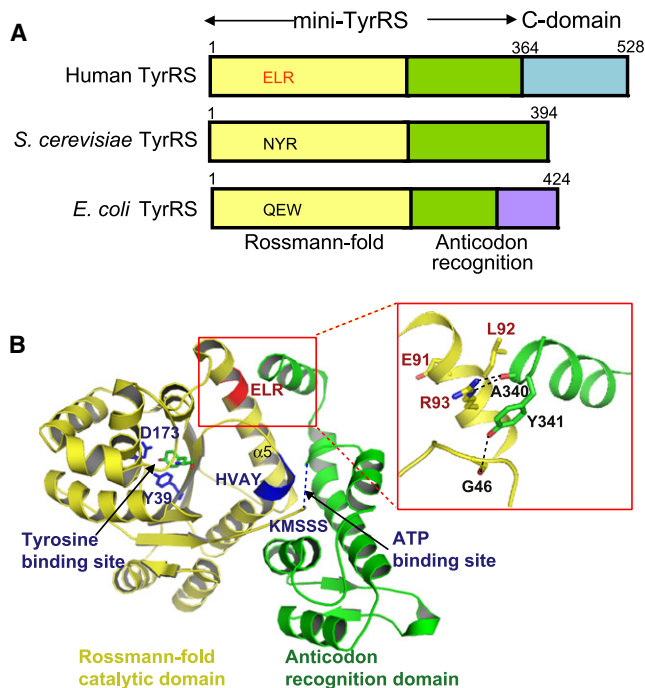 A
mini-TyrRS
C-domain
1
364
528
Human TyrRS
ELR
1
394
S. cerevisiae TyrRS
NYR
1
424
E. coli TyrRS
QEW
Rossmann-fold
Anticodon
recognition
B
ELR
D173
α5
HVAY
Y39
KMSSS
Tyrosine
binding site
ATP
binding site
Rossmann-fold
catalytic domain
Anticodon
recognition domain
L92
E91
R93
A340
Y341
G46